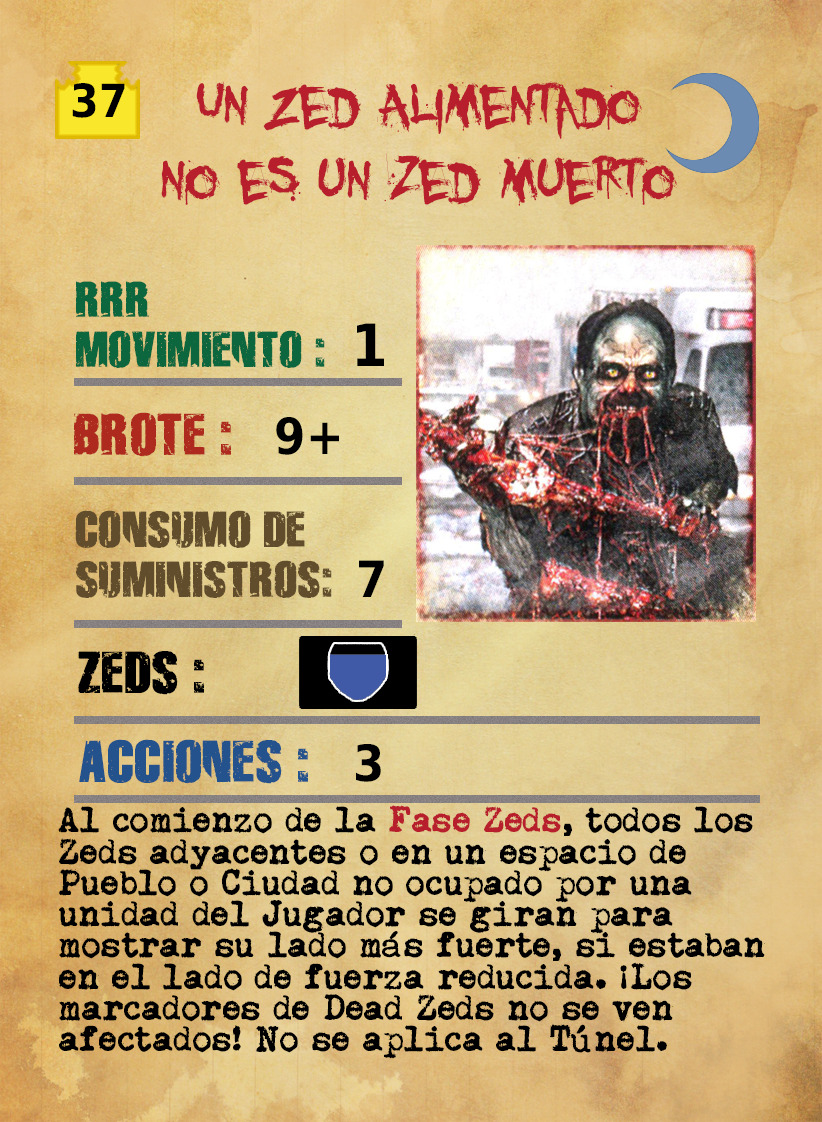 37
UN ZED ALIMENTADO
NO ES UN ZED MUERTO
RRR
MOVIMIENTO : 1
BROTE : 9+
CONSUMO DE
SUMINISTROS: 7
ZEDS :
ACCIONES : 3
Al comienzo de la Fase Zeds, todos los
Zeds adyacentes o en un espacio de
Pueblo o Ciudad no ocupado por una
unidad del Jugador se giran para
mostrar su lado más fuerte, si estaban
en el lado de fuerza reducida. ¡Los
marcadores de Dead Zeds no se ven
afectados! No se aplica al Túnel.